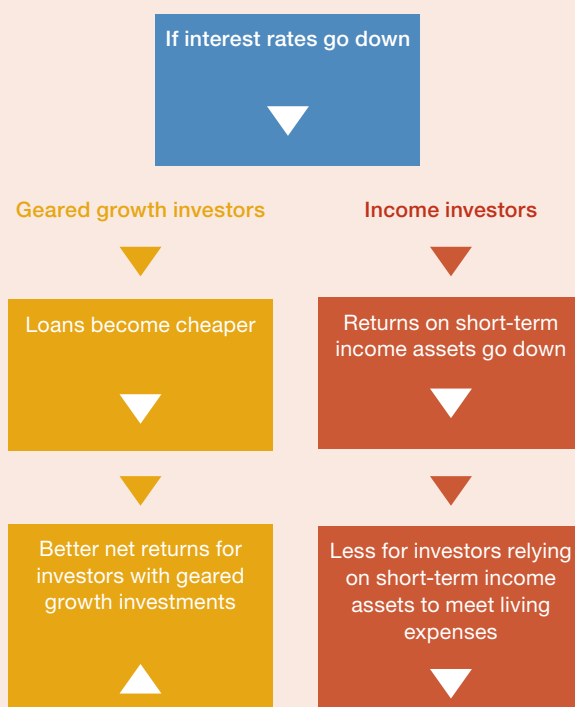 If interest rates go down
Geared growth investors
Income investors
Loans become cheaper
Returns on short-term
income assets go down
Better net returns for
investors with geared
growth investments
Less for investors relying
on short-term income
assets to meet living
expenses